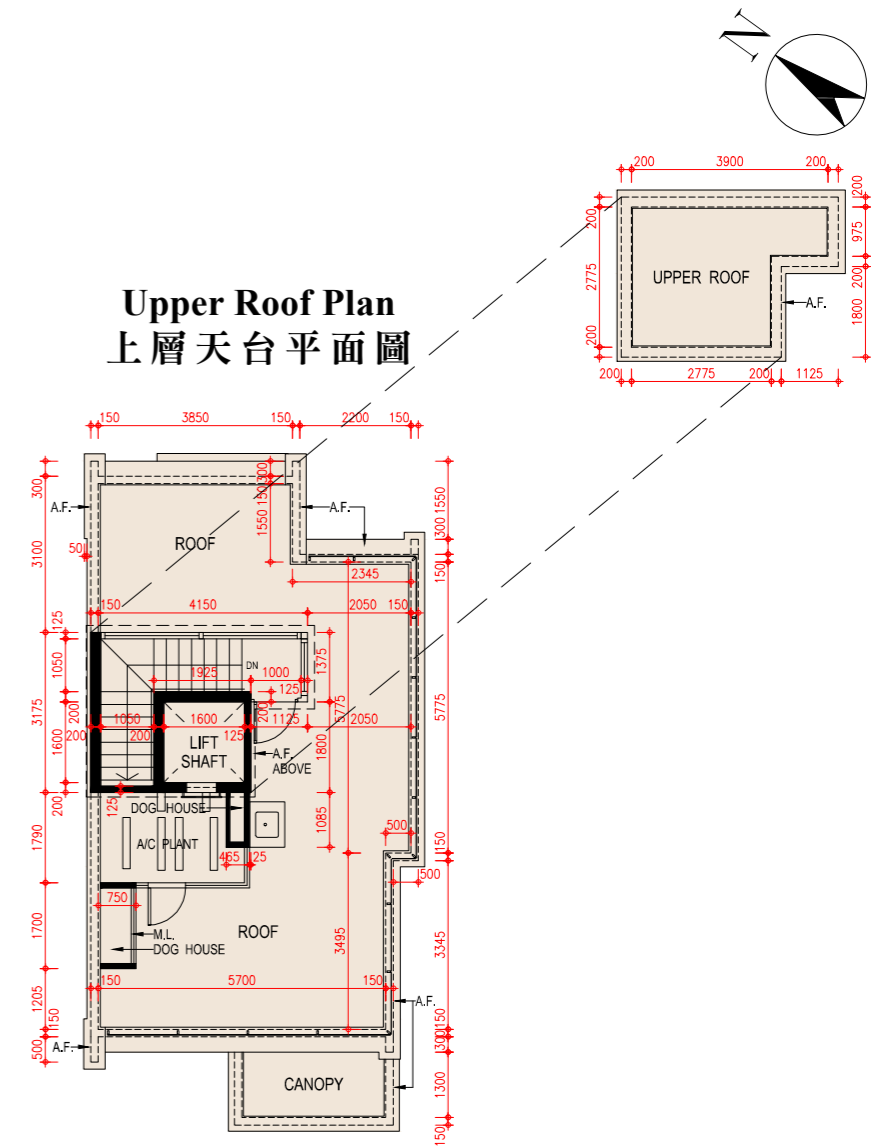 N
200 3900 200
200
975
200
1800
200
2775
200
UPPER ROOF
A.F.
200 2775 200 1125
Upper Roof Plan
上層天台平面圖
150 3850 150 2200 150
300
3100
125
1050
3175
200
1600
200
1790
1700
1205
150
500
A.F.
50
ROOF
300
150
1550
A.F.
2345
1550
300
150
150 4150 2050 150
DN
1925 1000
125
1375
5775
5775
200 1050 1600 200 1125 2050
200 125
LIFT
SHAFT
A.F.
ABOVE
1800
125
DOG HOUSE
A/C PLANT
1085
500
150
465 125
500
750
M.L.
DOG HOUSE
ROOF
3495
3345
150 5700 150
A.F.
150
300
A.F.
CANOPY
1300
150